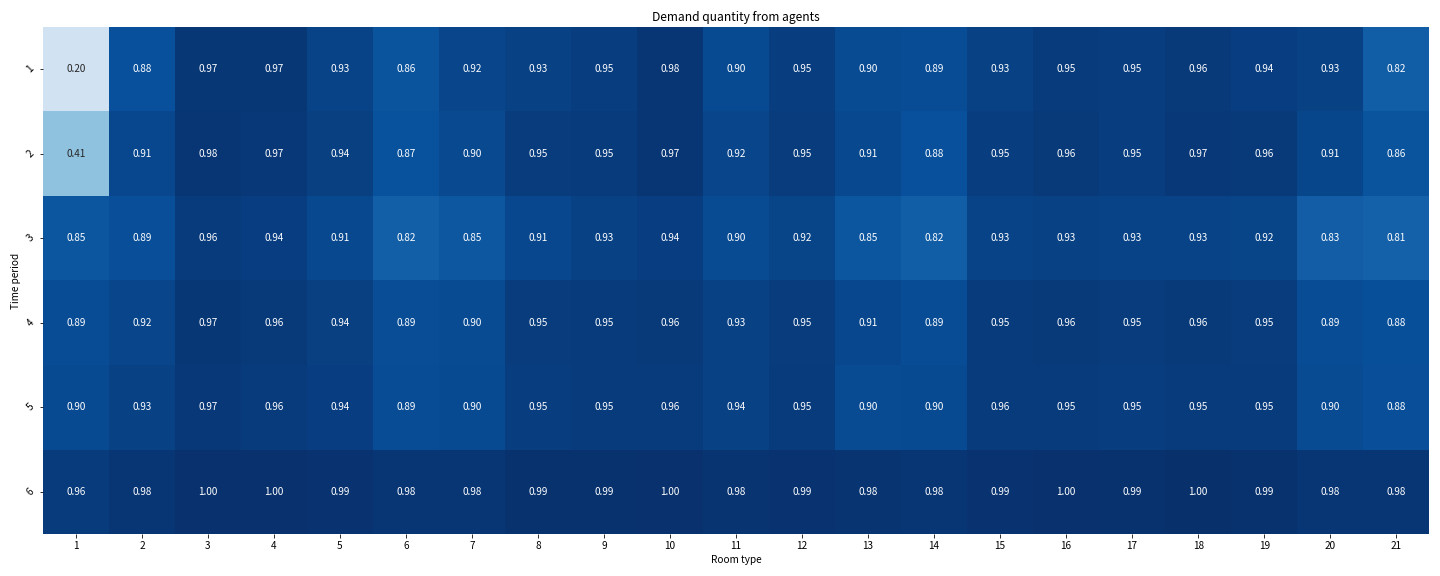 Demand quantity from agents
Time period
1 0.20 0.88 0.97 0.97 0.93 0.86 0.92 0.93 0.95 0.98 0.90 0.95 0.90 0.89 0.93 0.95 0.95 0.96 0.94 0.93 0.82
2 0.41 0.91 0.98 0.97 0.94 0.87 0.90 0.95 0.95 0.97 0.92 0.95 0.91 0.88 0.95 0.96 0.95 0.97 0.96 0.91 0.86
3 0.85 0.89 0.96 0.94 0.91 0.82 0.85 0.91 0.93 0.94 0.90 0.92 0.85 0.82 0.93 0.93 0.93 0.93 0.92 0.83 0.81
4 0.89 0.92 0.97 0.96 0.94 0.89 0.90 0.95 0.95 0.96 0.93 0.95 0.91 0.89 0.95 0.96 0.95 0.96 0.95 0.89 0.88
5 0.90 0.93 0.97 0.96 0.94 0.89 0.90 0.95 0.95 0.96 0.94 0.95 0.90 0.90 0.96 0.95 0.95 0.95 0.95 0.90 0.88
6 0.96 0.98 1.00 1.00 0.99 0.98 0.98 0.99 0.99 1.00 0.98 0.99 0.98 0.98 0.99 1.00 0.99 1.00 0.99 0.98 0.98
1 2 3 4 5 6 7 8 9 10 11 12 13 14 15 16 17 18 19 20 21
Room type